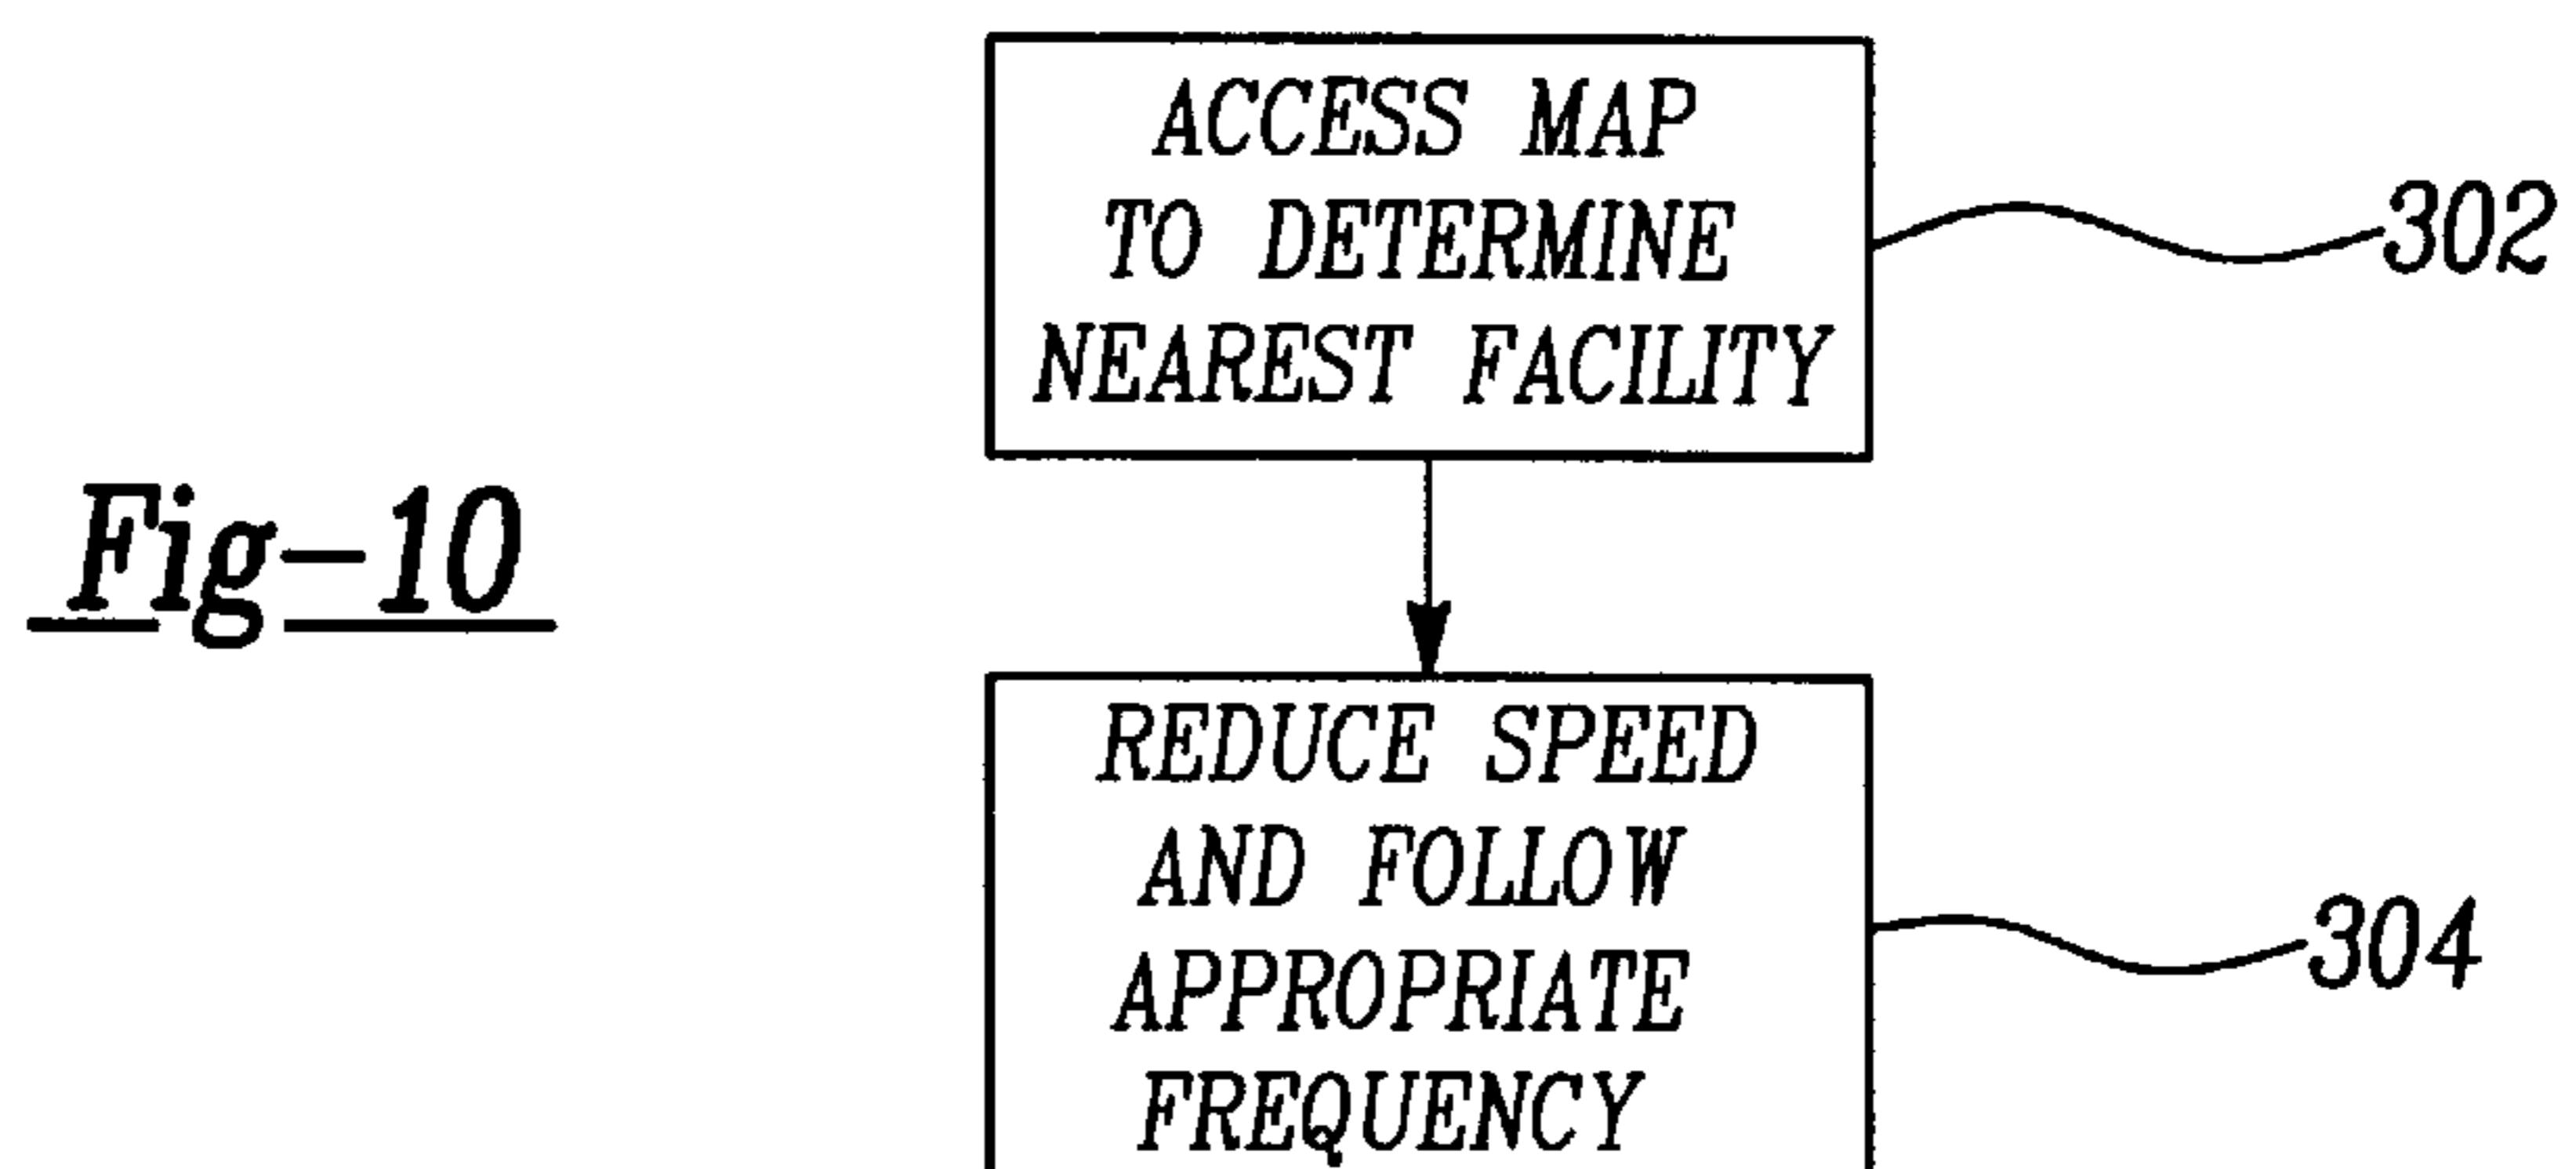 ACCESS MAP
TO DETERMINE
NEAREST FACILITY
302
Fig-10
REDUCE SPEED
AND FOLLOW
APPROPRIATE
FREQUENCY
304